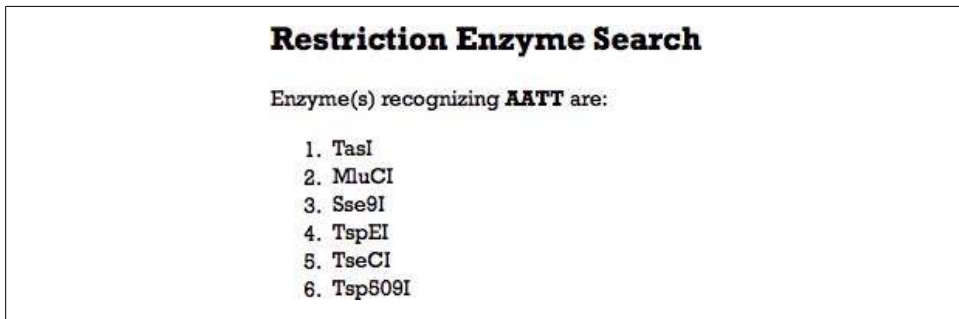 Restriction Enzyme Search
Enzyme(s) recognizing AATT are:
1. TasI
2. MluCI
3. Sse9I
4. TspEI
5. TseCI
6. Tsp509I